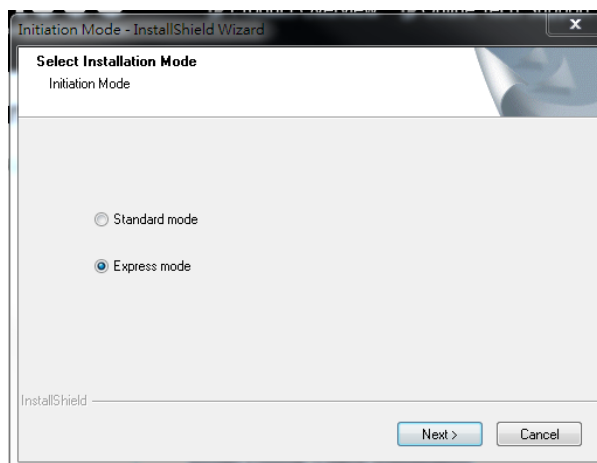 Initiation Mode - InstallShield Wizard
Select Installation Mode
Initiation Mode
Standard mode
Express mode
InstallShield
Next >
Cancel